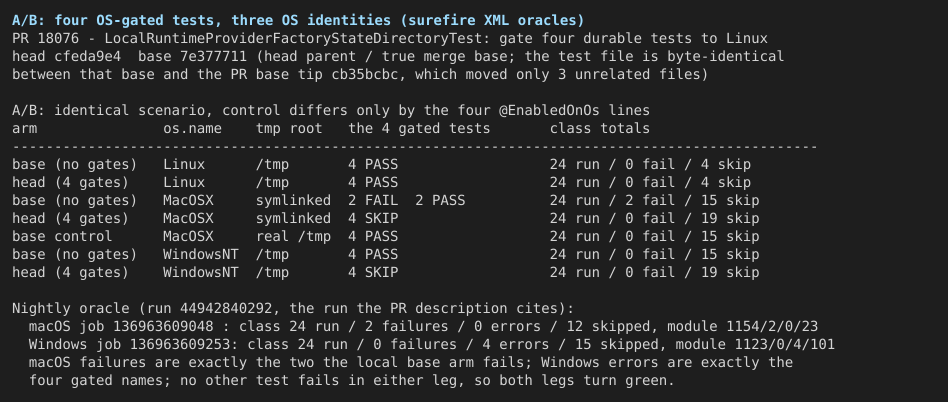 A/B: four OS-gated tests, three OS identities (surefire XML oracles)
PR 18076 - LocalRuntimeProviderFactoryStateDirectoryTest: gate four durable tests to Linux
head cfeda9e4  base 7e377711 (head parent / true merge base; the test file is byte-identical
between that base and the PR base tip cb35bcbc, which moved only 3 unrelated files)
A/B: identical scenario, control differs only by the four @EnabledOnOs lines
arm               os.name    tmp root   the 4 gated tests       class totals
------------------------------------------------------------------------------------------------
base (no gates)   Linux      /tmp       4 PASS                  24 run / 0 fail / 4 skip
head (4 gates)    Linux      /tmp       4 PASS                  24 run / 0 fail / 4 skip
base (no gates)   MacOSX     symlinked  2 FAIL  2 PASS          24 run / 2 fail / 15 skip
head (4 gates)    MacOSX     symlinked  4 SKIP                  24 run / 0 fail / 19 skip
base control      MacOSX     real /tmp  4 PASS                  24 run / 0 fail / 15 skip
base (no gates)   WindowsNT  /tmp       4 PASS                  24 run / 0 fail / 15 skip
head (4 gates)    WindowsNT  /tmp       4 SKIP                  24 run / 0 fail / 19 skip
Nightly oracle (run 44942840292, the run the PR description cites):
  macOS job 136963609048 : class 24 run / 2 failures / 0 errors / 12 skipped, module 1154/2/0/23
  Windows job 136963609253: class 24 run / 0 failures / 4 errors / 15 skipped, module 1123/0/4/101
  macOS failures are exactly the two the local base arm fails; Windows errors are exactly the
  four gated names; no other test fails in either leg, so both legs turn green.